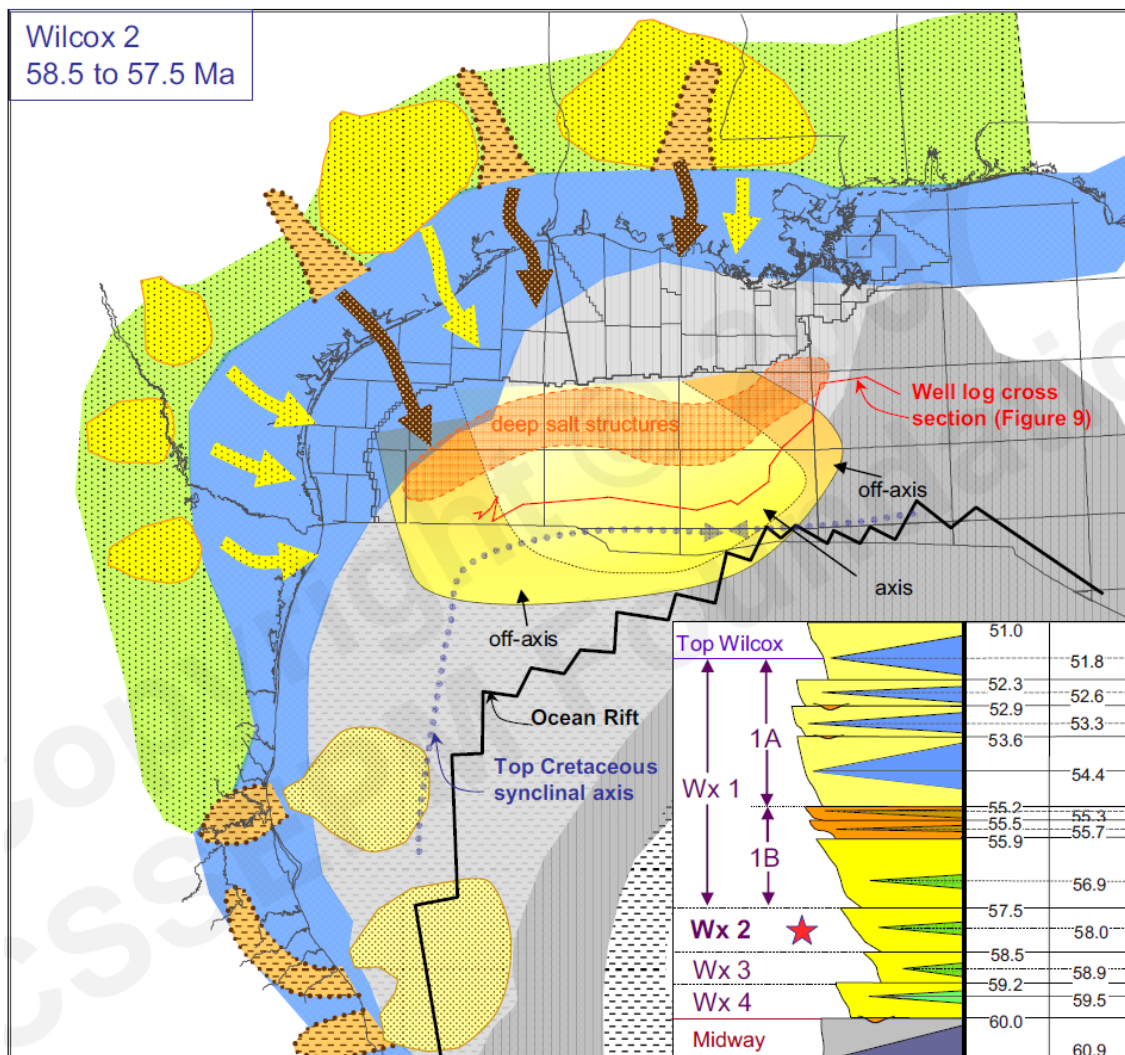 Wilcox 2
58.5 to 57.5 Ma
deep salt structures
Well log cross
section (Figure 9)
off-axis
axis
off-axis
Ocean Rift
Top Cretaceous
synclinal axis
Top Wilcox
Wx 1
1A
1B
Wx 2
Wx 3
Wx 4
Midway
51.0
51.8
52.3
52.6
52.9
53.3
53.6
54.4
55.2
55.3
55.5
55.7
55.9
56.9
57.5
58.0
58.5
58.9
59.2
59.5
60.0
60.9